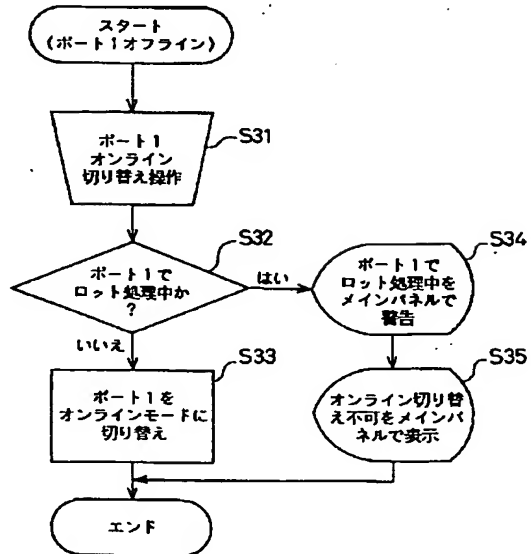 スタート
(ポート1オフライン)
S31
ポート1
オンライン
切り替え操作
S32
ポート1で
ロット処理中か
?
はい
いいえ
S34
ポート1で
ロット処理中を
メインパネルで
警告
S33
ポート1を
オンラインモードに
切り替え
S35
オンライン切り替
え不可をメインパ
ネルで表示
エンド